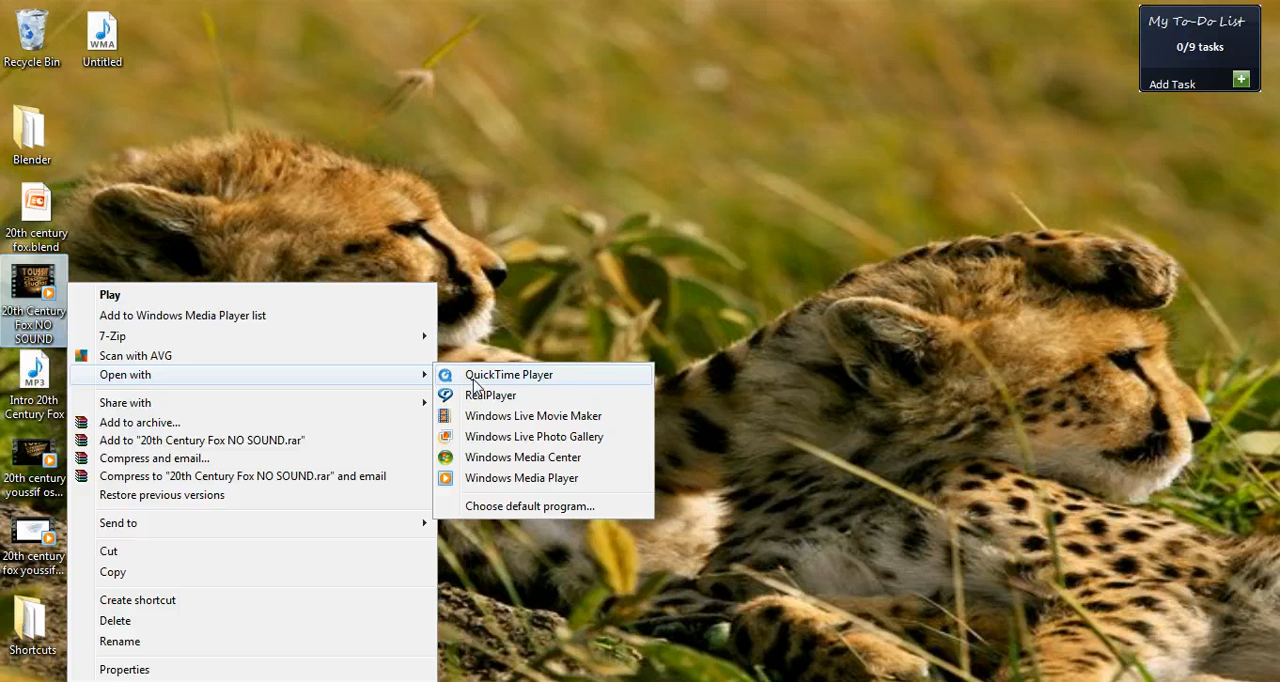 Recycle Bin
WMA
Untitled
My To-Do List
0/9 tasks
Add Task
Blender
20th century
fox.blend
TOUSSIF
20th Century
Fox NO
SOUND
MP3
Intro 20th
Century Fox
20th century
youssif os...
20th century
fox youssif...
Shortcuts
Play
Add to Windows Media Player list
7-Zip
Scan with AVG
Open with
Share with
Add to archive...
Add to "20th Century Fox NO SOUND.rar"
Compress and email...
Compress to "20th Century Fox NO SOUND.rar" and email
Restore previous versions
Send to
Cut
Copy
Create shortcut
Delete
Rename
Properties
QuickTime Player
RealPlayer
Windows Live Movie Maker
Windows Live Photo Gallery
Windows Media Center
Windows Media Player
Choose default program...